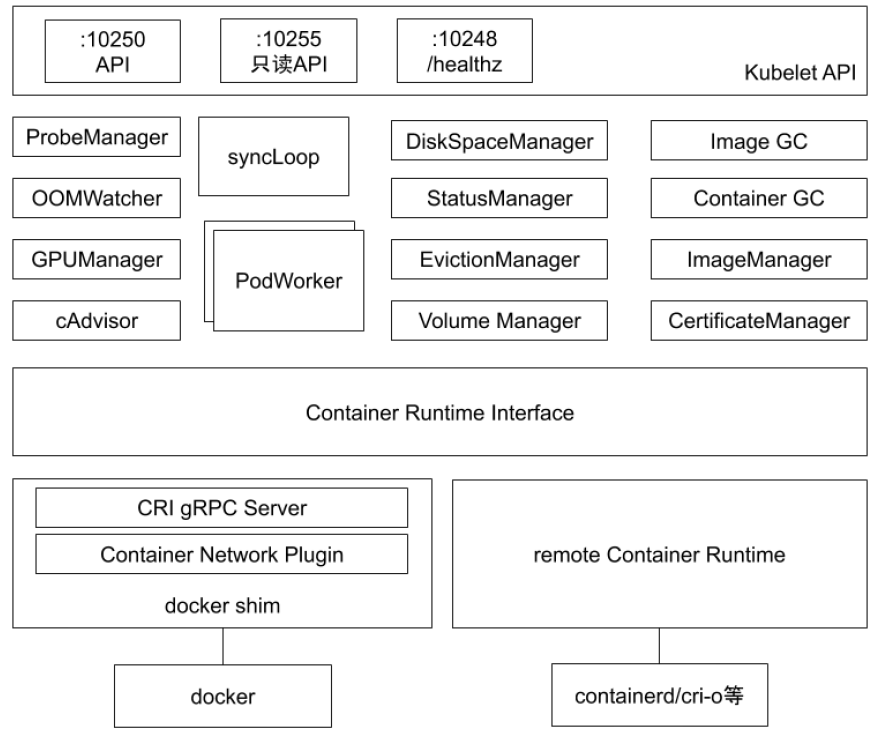 :10250
API
:10255
只读API
:10248
/healthz
Kubelet API
ProbeManager
syncLoop
DiskSpaceManager
Image GC
OOMWatcher
StatusManager
Container GC
GPUManager
PodWorker
EvictionManager
ImageManager
cAdvisor
Volume Manager
CertificateManager
Container Runtime Interface
CRI gRPC Server
Container Network Plugin
docker shim
remote Container Runtime
docker
containerd/cri-o等